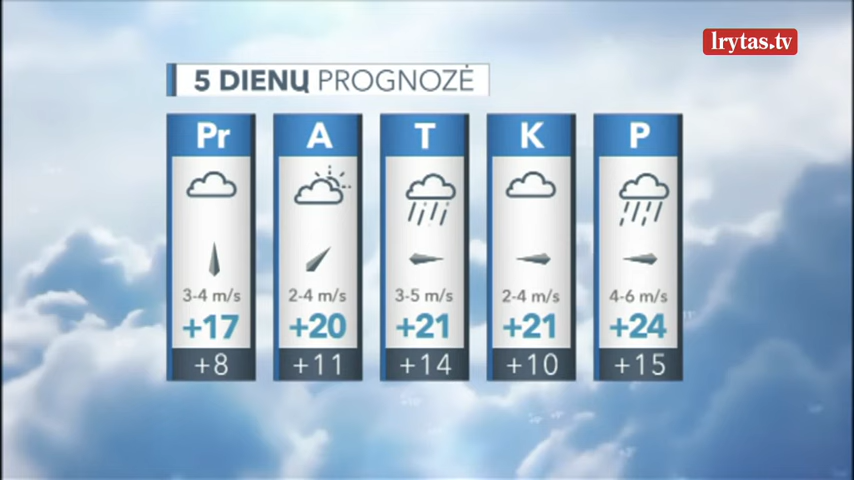 lrytas.tv
5 DIENŲ PROGNOZĖ
Pr A T K P
3-4 m/s 2-4 m/s 3-5 m/s 2-4 m/s 4-6 m/s
+17 +20 +21 +21 +24
+8 +11 +14 +10 +15